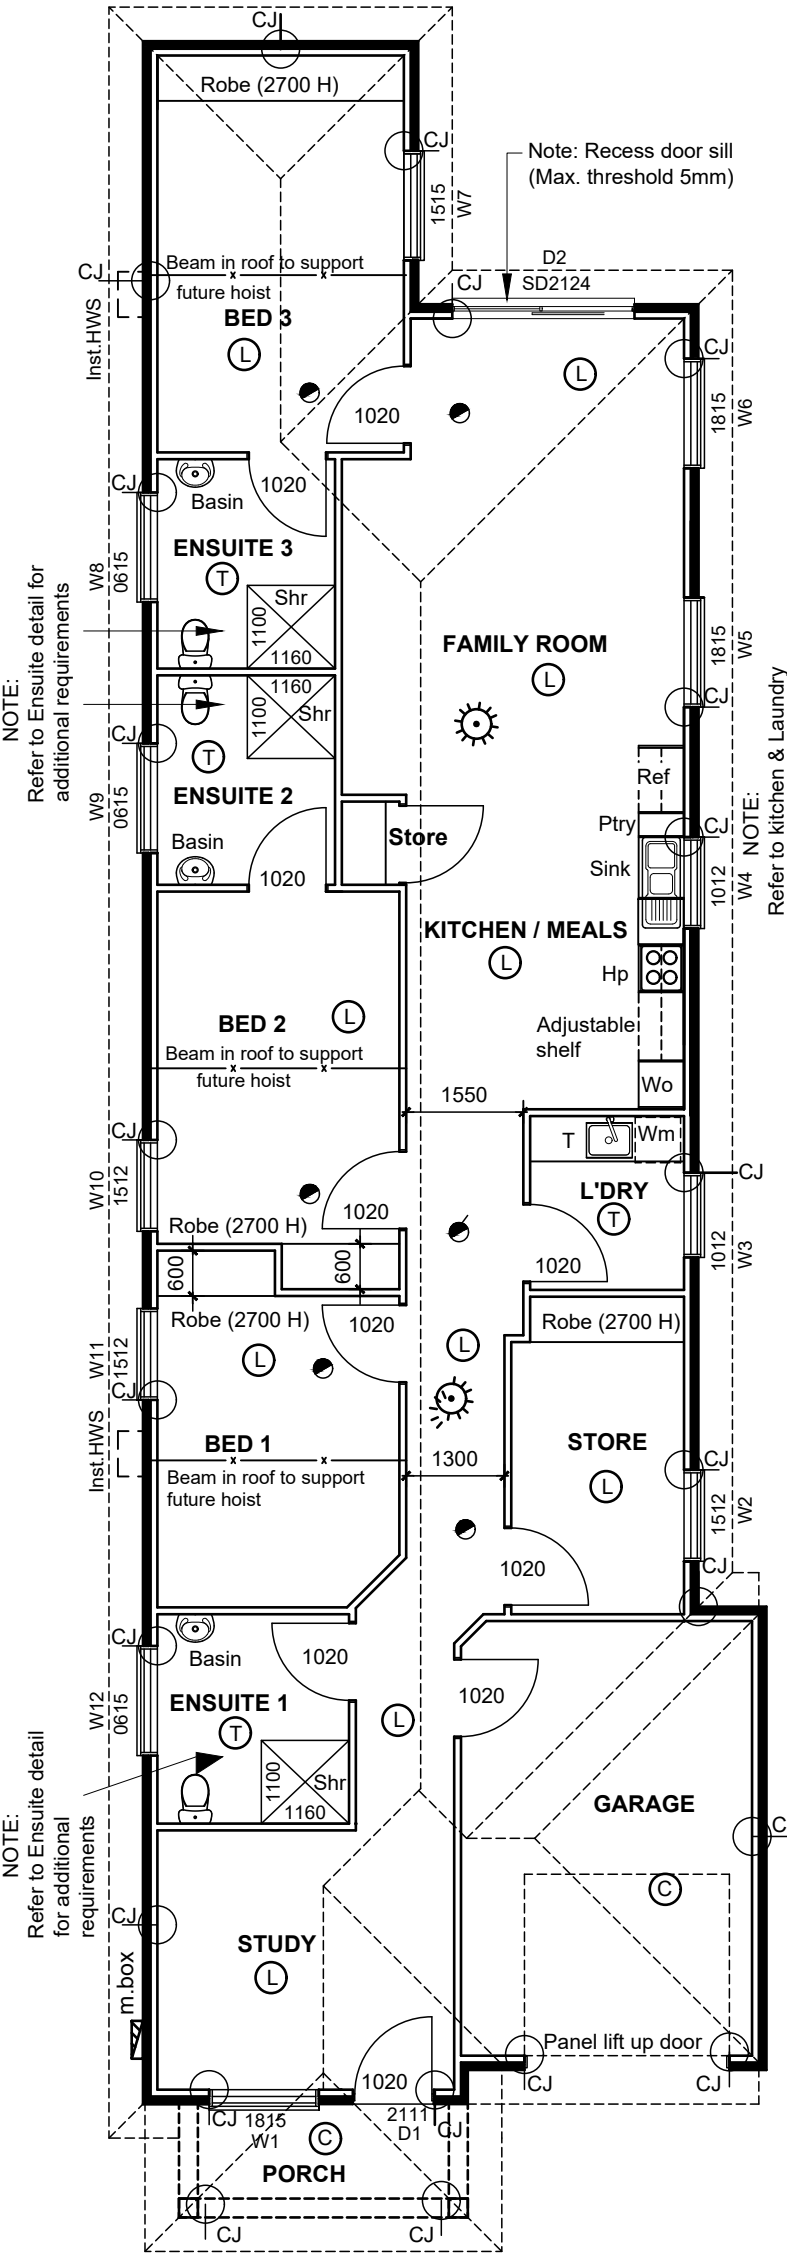 CJ
Robe (2700 H)
CJ
Note: Recess door sill
(Max. threshold 5mm)
1515
W7
D2
SD2124
CJ
CJ
Inst.HWS
Beam in roof to support
future hoist
BED 3
L
L
CJ
1815
W6
1020
1020
CJ
Basin
W8
0615
ENSUITE 3
T
Shr
1100
1160
NOTE:
Refer to Ensuite detail for
additional requirements
FAMILY ROOM
L
1815
W5
CJ
1160
1100
Shr
CJ
T
W9
0615
ENSUITE 2
Basin
1020
Ref
Ptry
CJ
Store
Sink
1012
W4
NOTE:
Refer to kitchen & Laundry
KITCHEN / MEALS
L
Hp
BED 2
L
Adjustable
shelf
Beam in roof to support
future hoist
Wo
1550
CJ
T
Wm
W10
1512
L'DRY
T
CJ
1020
Robe (2700 H)
1012
W3
600
600
1020
Robe (2700 H)
1020
Robe (2700 H)
W11
1512
CJ
L
L
Inst.HWS
BED 1
STORE
L
CJ
1300
Beam in roof to support
future hoist
1512
W2
1020
CJ
CJ
Basin
1020
W12
0615
ENSUITE 1
T
L
1020
1100
Shr
1160
NOTE:
Refer to Ensuite detail
for additional
requirements
GARAGE
C
C
CJ
STUDY
L
m.box
Panel lift up door
1020
CJ
CJ
CJ
1815
W1
C
2111
D1
CJ
PORCH
CJ
CJ